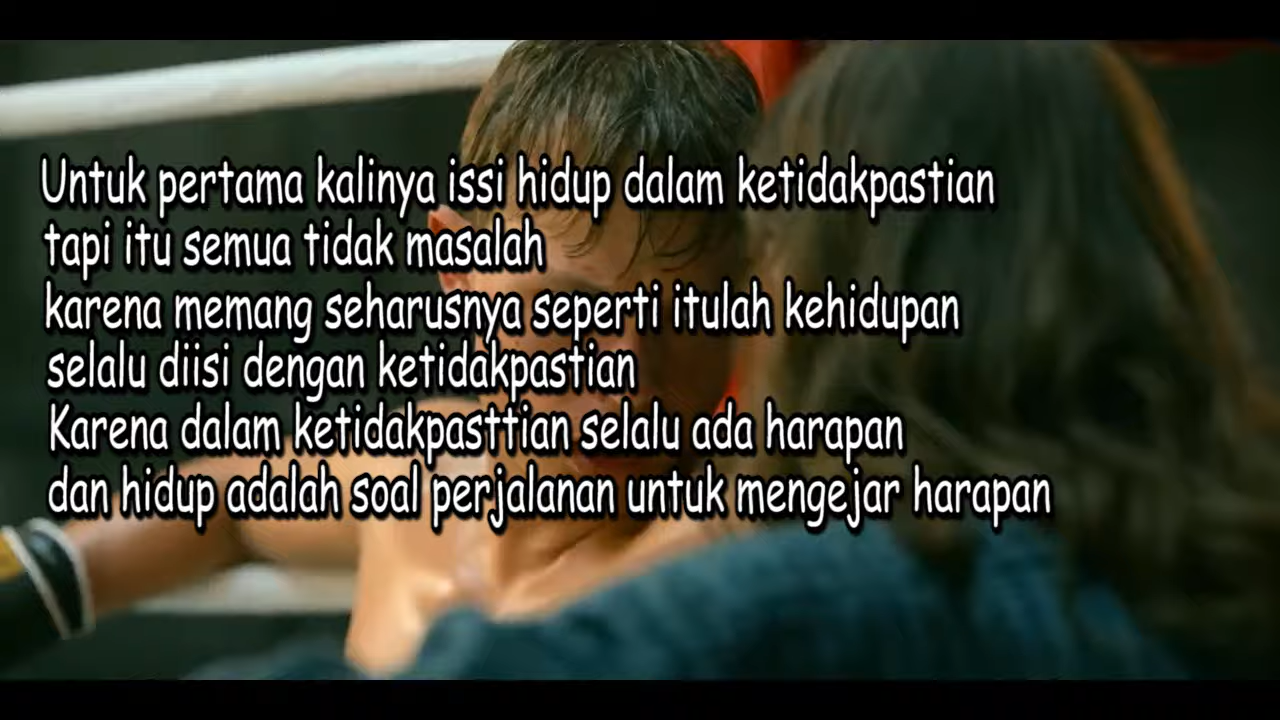 Untuk pertama kalinya issi hidup dalam ketidakpastian
tapi itu semua tidak masalah
karena memang seharusnya seperti itulah kehidupan
selalu diisi dengan ketidakpastian
Karena dalam ketidakpasttian selalu ada harapan
dan hidup adalah soal perjalanan untuk mengejar harapan